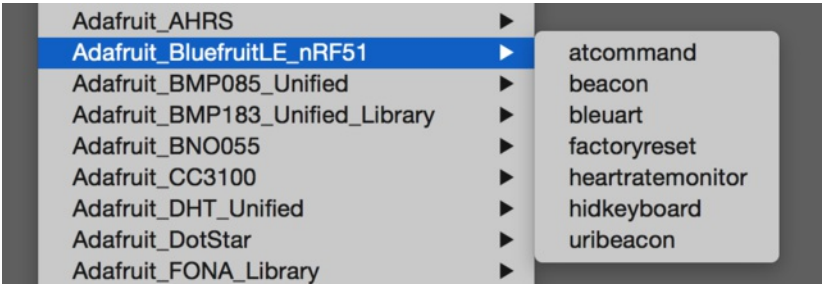 Adafruit_AHRS
Adafruit_BluefruitLE_nRF51
Adafruit_BMP085_Unified
Adafruit_BMP183_Unified_Library
Adafruit_BNO055
Adafruit_CC3100
Adafruit_DHT_Unified
Adafruit_DotStar
Adafruit_FONA_Library
atcommand
beacon
bleuart
factoryreset
heartratemonitor
hidkeyboard
uribeacon